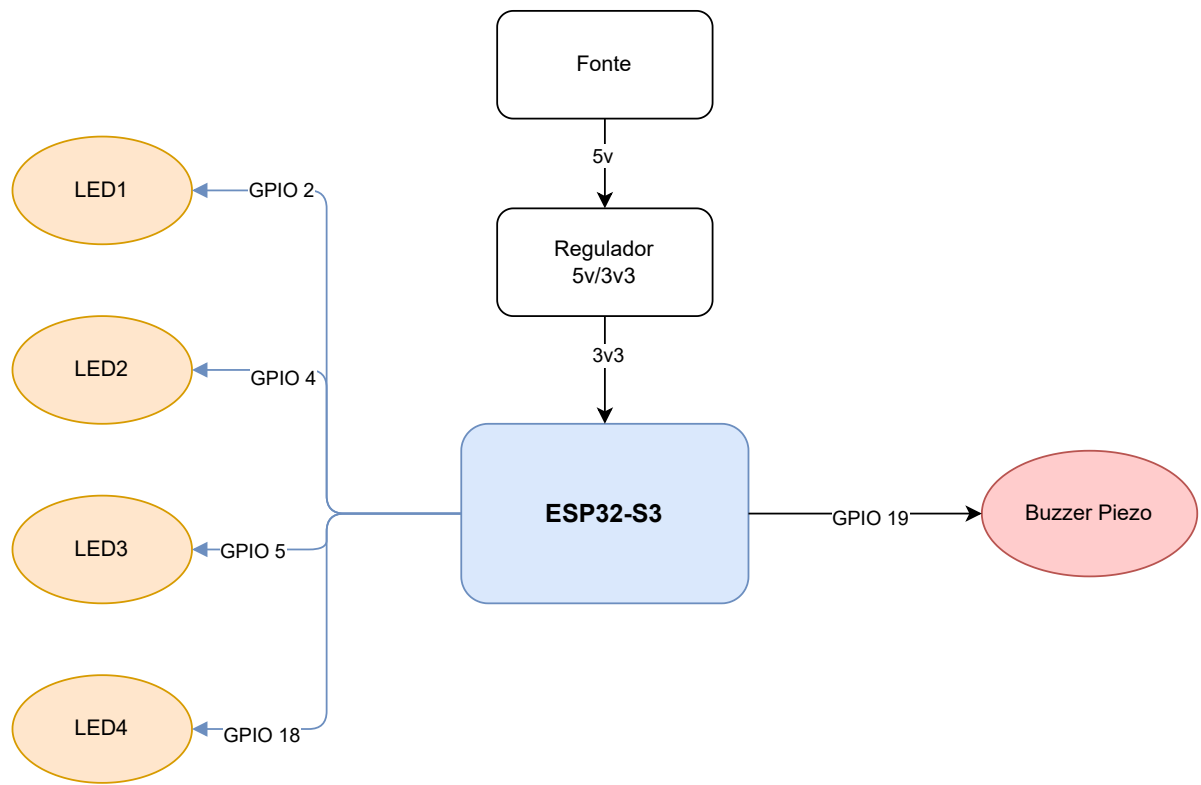 Fonte
5v
LED1
GPIO 2
Regulador
5v/3v3
3v3
LED2
GPIO 4
ESP32-S3
GPIO 19
Buzzer Piezo
LED3
GPIO 5
LED4
GPIO 18